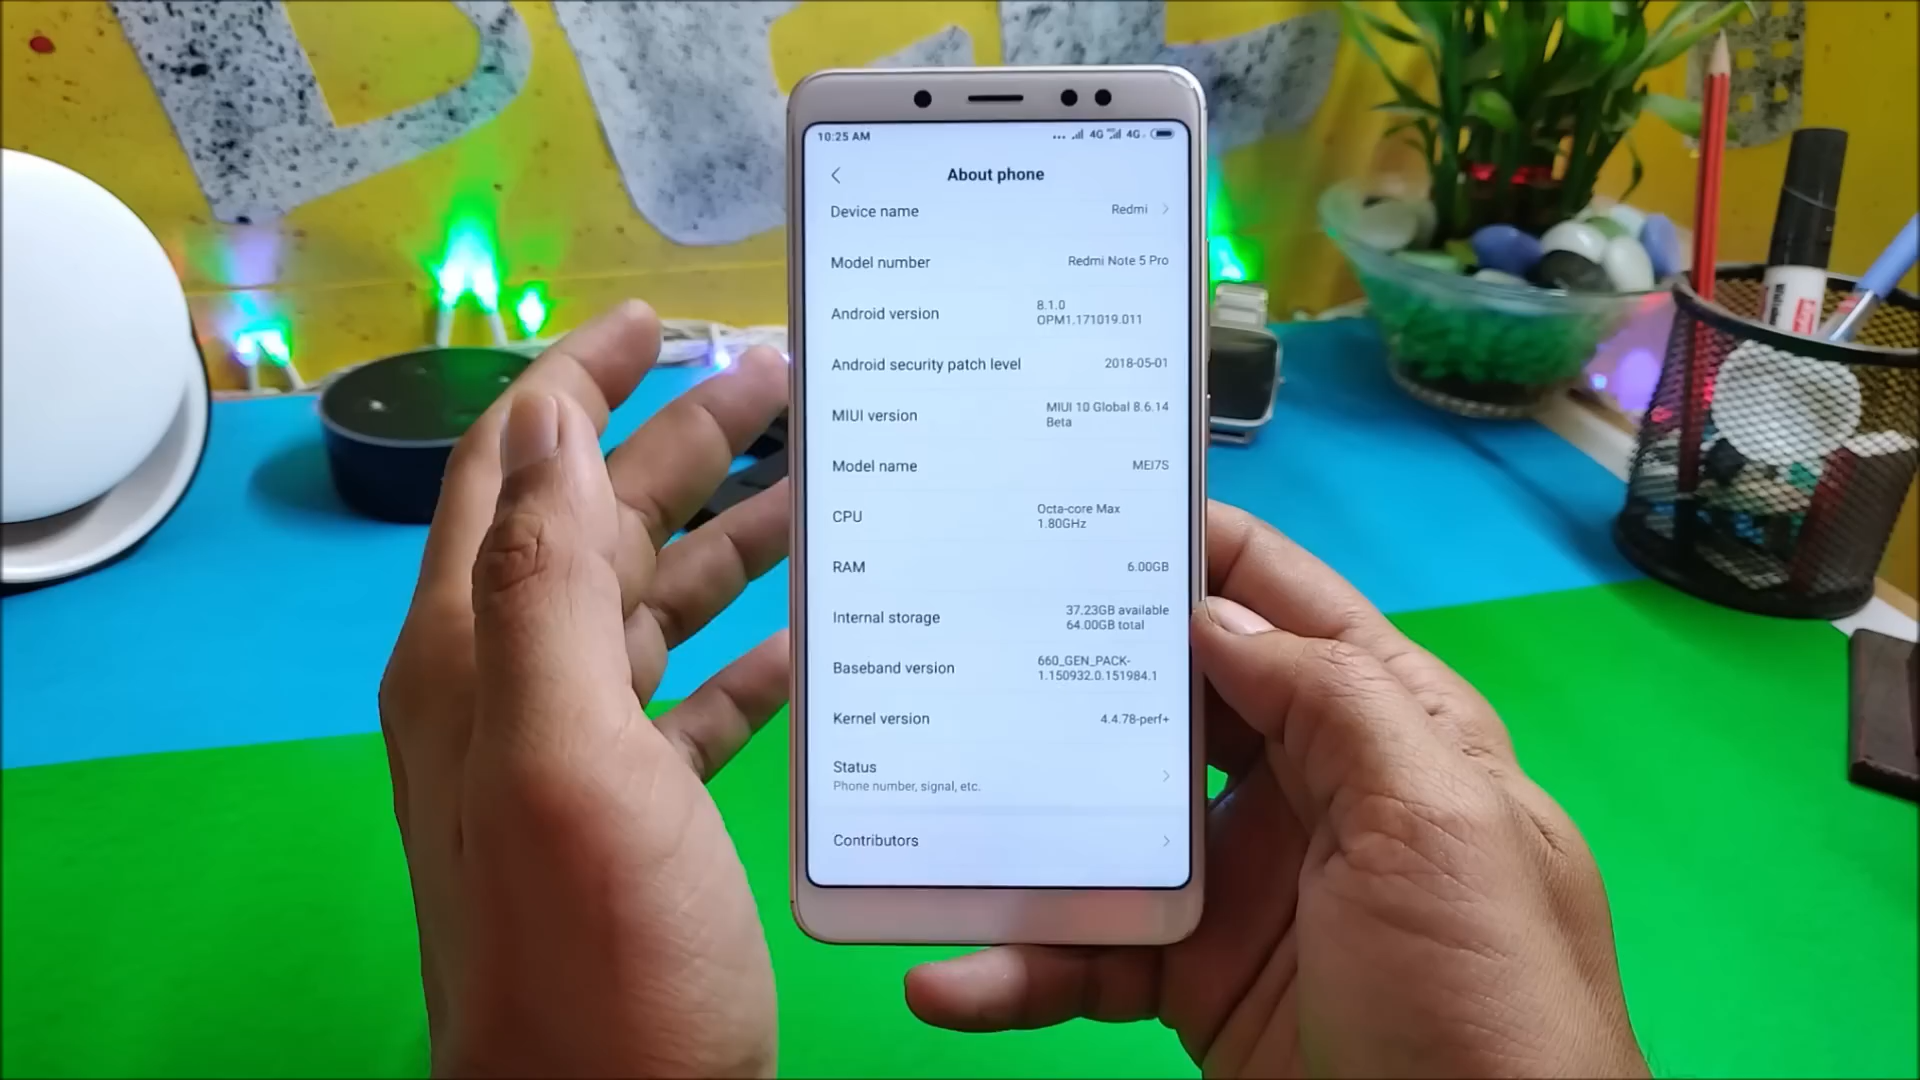 10:25 AM
... 4G 4G
About phone
Device name Redmi
Model number Redmi Note 5 Pro
Android version 8.1.0
OPM1.171019.011
Android security patch level 2018-05-01
MIUI version MIUI 10 Global 8.6.14
Beta
Model name MEI7S
CPU Octa-core Max
1.80GHz
RAM 6.00GB
Internal storage 37.23GB available
64.00GB total
Baseband version 660_GEN_PACK-
1.150932.0.151984.1
Kernel version 4.4.78-perf+
Status
Phone number, signal, etc.
Contributors